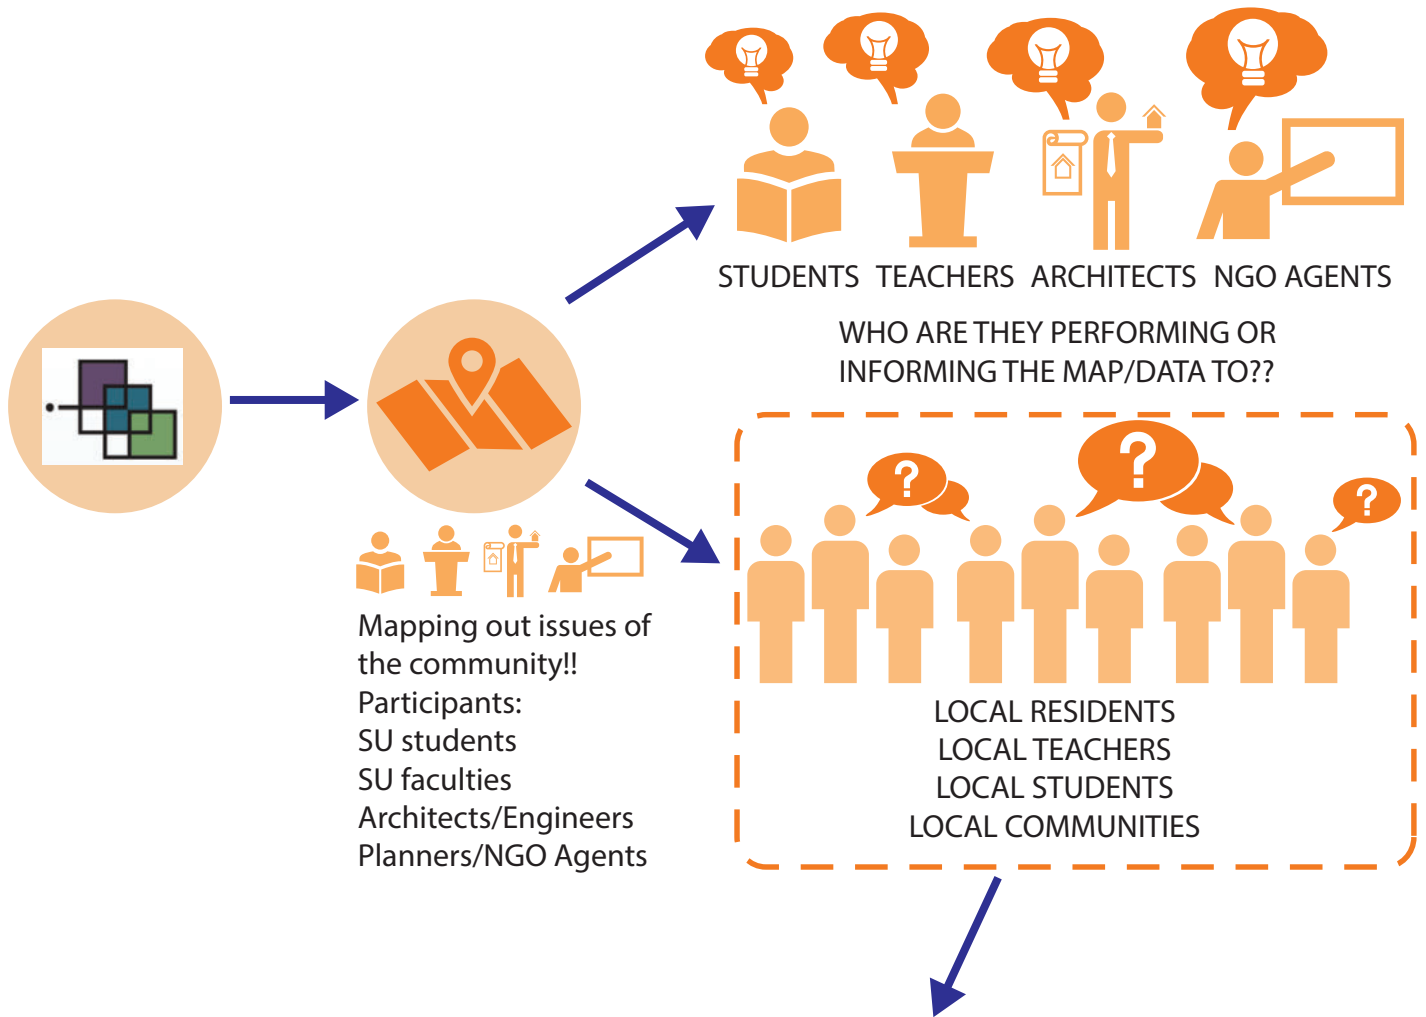 STUDENTS TEACHERS ARCHITECTS NGO AGENTS
WHO ARE THEY PERFORMING OR
INFORMING THE MAP/DATA TO??
?
?
?
Mapping out issues of
the community!!
Participants:
SU students
SU faculties
Architects/Engineers
Planners/NGO Agents
LOCAL RESIDENTS
LOCAL TEACHERS
LOCAL STUDENTS
LOCAL COMMUNITIES